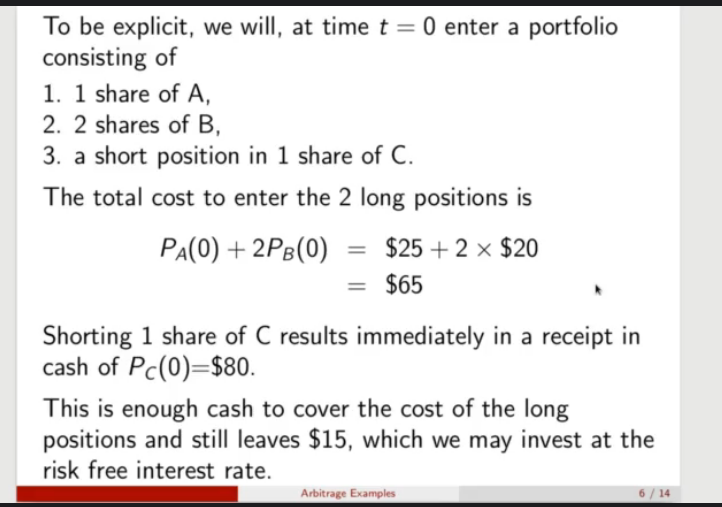 To be explicit, we will, at time t = 0 enter a portfolio
consisting of
1. 1 share of A,
2. 2 shares of B,
3. a short position in 1 share of C.
The total cost to enter the 2 long positions is
P_A(0) + 2P_B(0) = $25 + 2 × $20
= $65
Shorting 1 share of C results immediately in a receipt in
cash of P_C(0)=$80.
This is enough cash to cover the cost of the long
positions and still leaves $15, which we may invest at the
risk free interest rate.
Arbitrage Examples 6 / 14